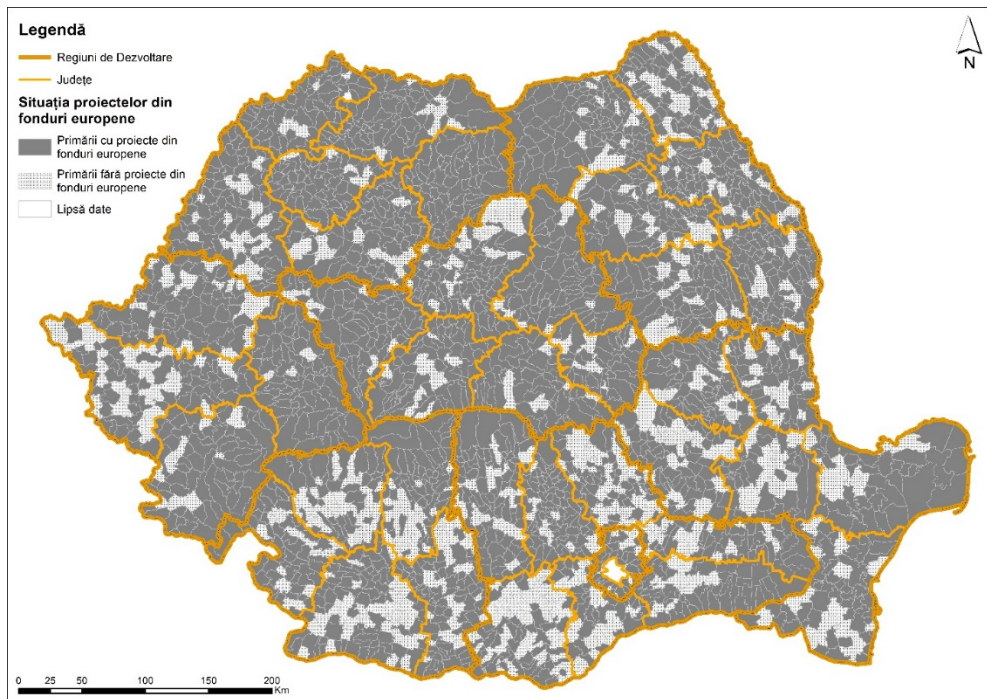 Legendă
Regiuni de Dezvoltare
Județe
Situația proiectelor din
fonduri europene
Primării cu proiecte din
fonduri europene
Primării fără proiecte din
fonduri europene
Lipsă date
N
0 25 50 100 150 200
Km